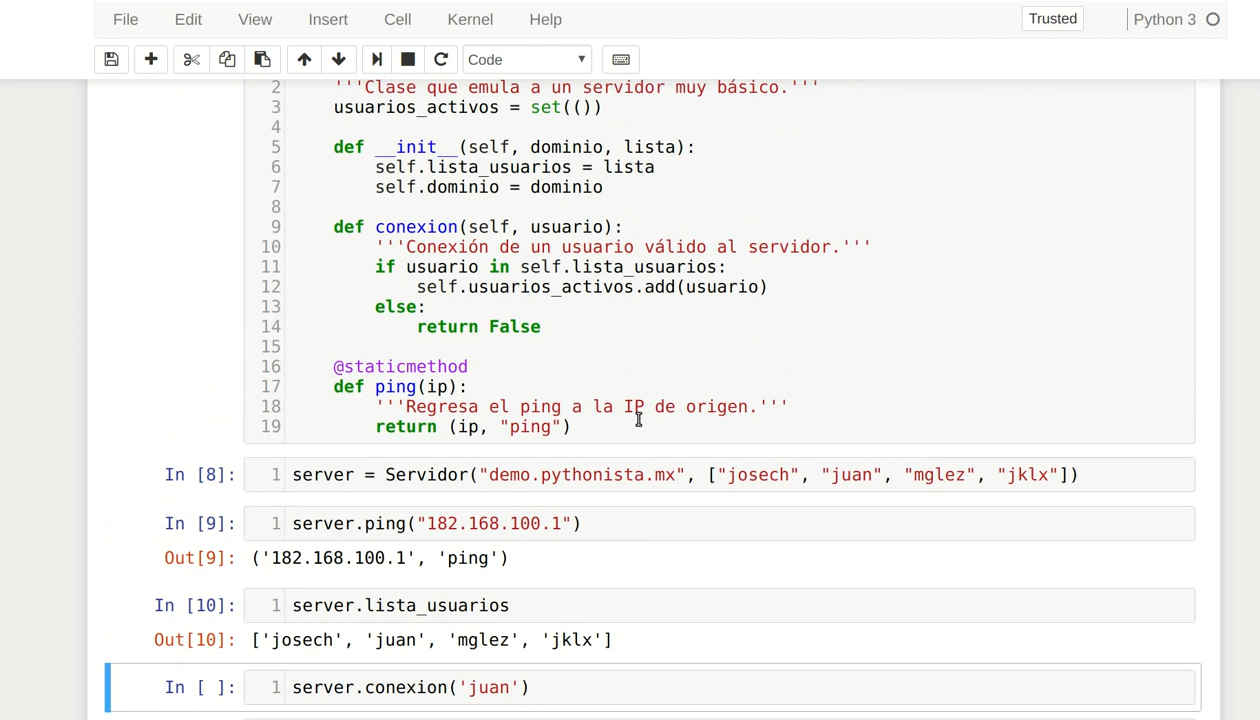 File Edit View Insert Cell Kernel Help Trusted Python 3
Code
2 '''Clase que emula a un servidor muy básico.'''
3 usuarios_activos = set(())
4
5 def __init__(self, dominio, lista):
6 self.lista_usuarios = lista
7 self.dominio = dominio
8
9 def conexion(self, usuario):
10 '''Conexión de un usuario válido al servidor.'''
11 if usuario in self.lista_usuarios:
12 self.usuarios_activos.add(usuario)
13 else:
14 return False
15
16 @staticmethod
17 def ping(ip):
18 '''Regresa el ping a la IP de origen.'''
19 return (ip, "ping")
In [8]: 1 server = Servidor("demo.pythonista.mx", ["josech", "juan", "mglez", "jklx"])
In [9]: 1 server.ping("182.168.100.1")
Out[9]: ('182.168.100.1', 'ping')
In [10]: 1 server.lista_usuarios
Out[10]: ['josech', 'juan', 'mglez', 'jklx']
In [ ]: 1 server.conexion('juan')